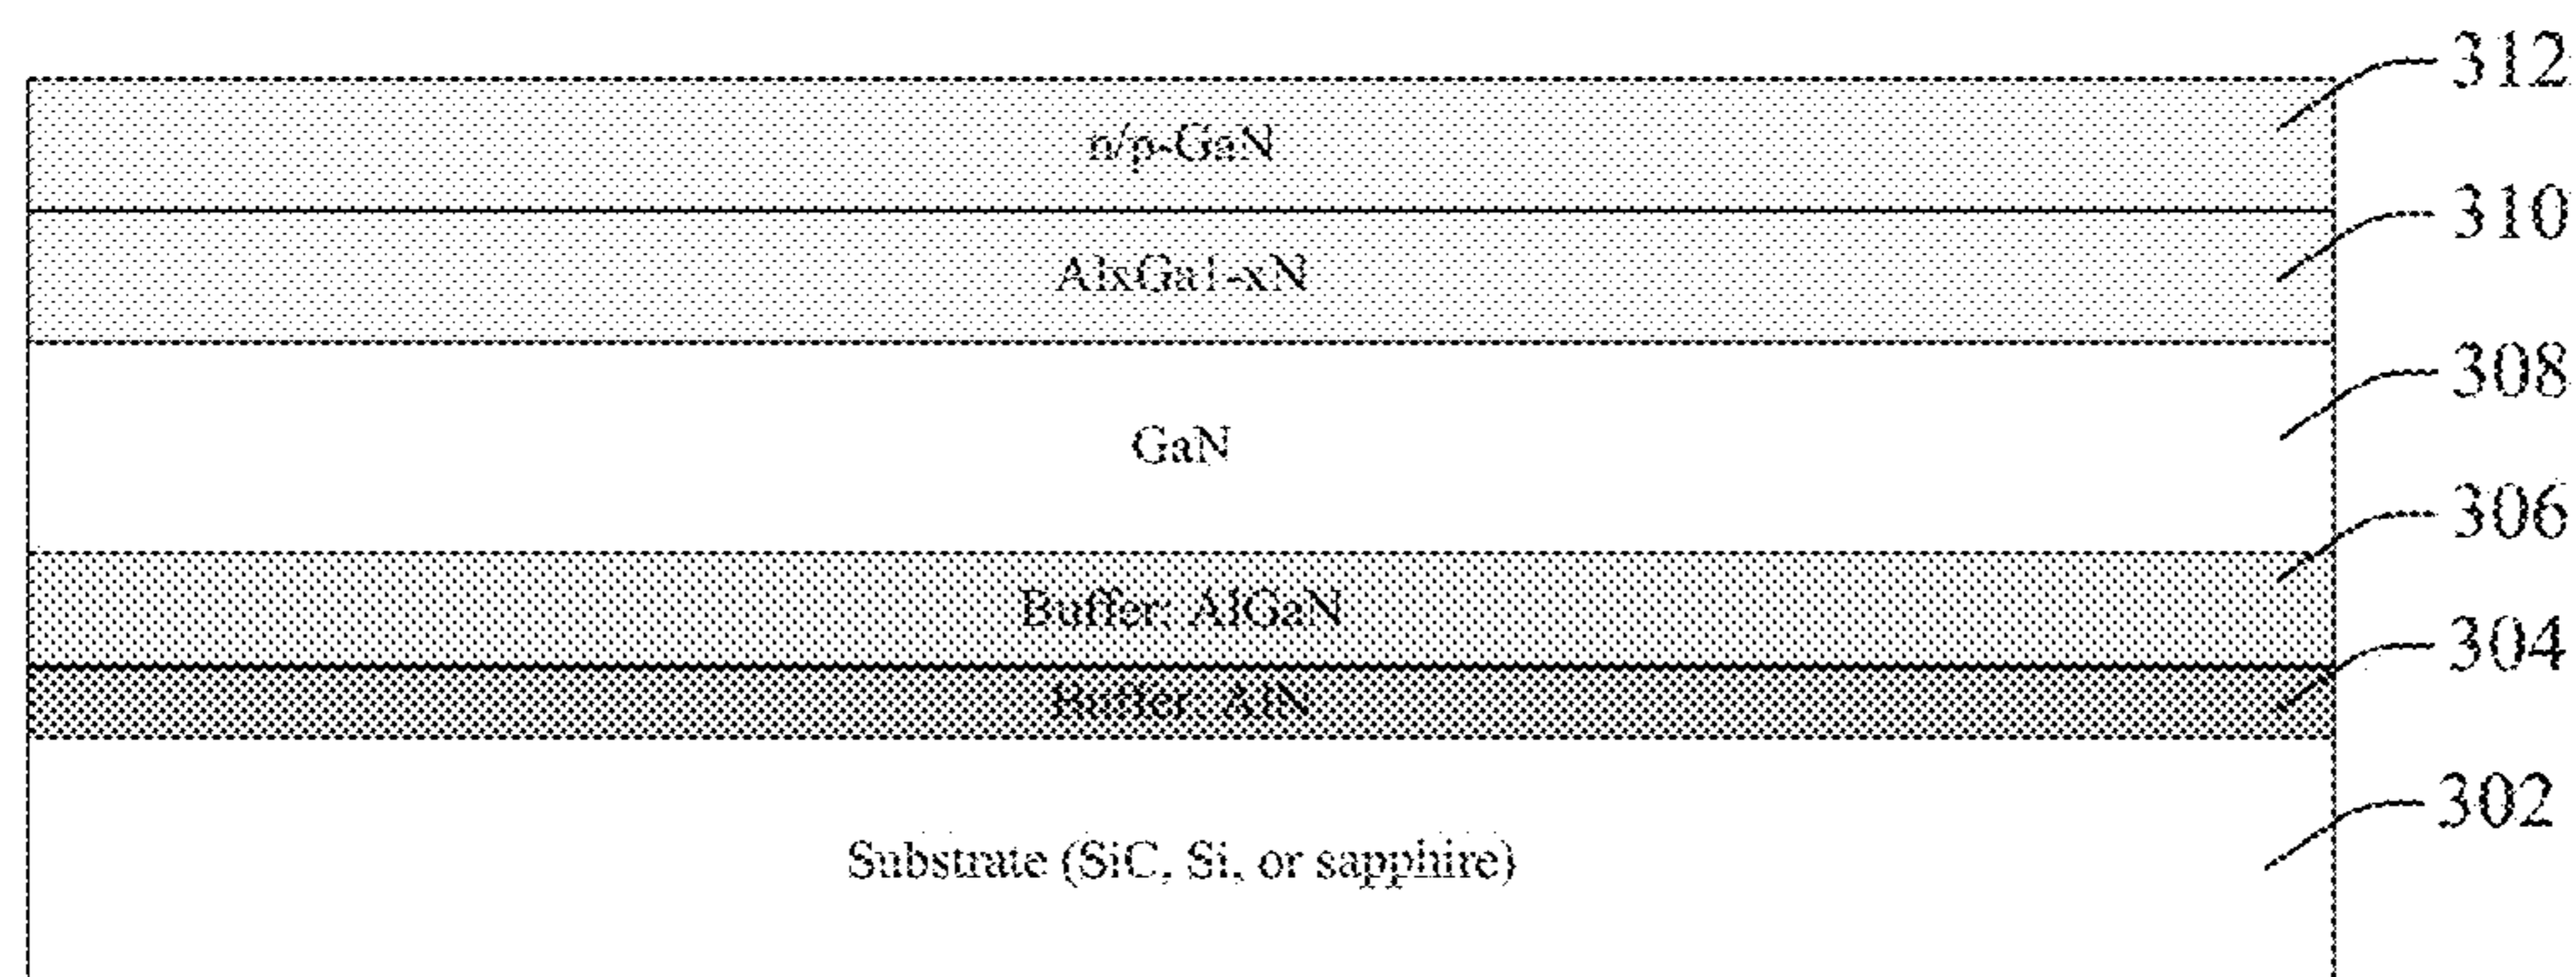 312
n/p-GaN
310
AlxGa1-xN
308
GaN
306
Buffer: AlGaN
304
Buffer: AlN
302
Substrate (SiC, Si, or sapphire)